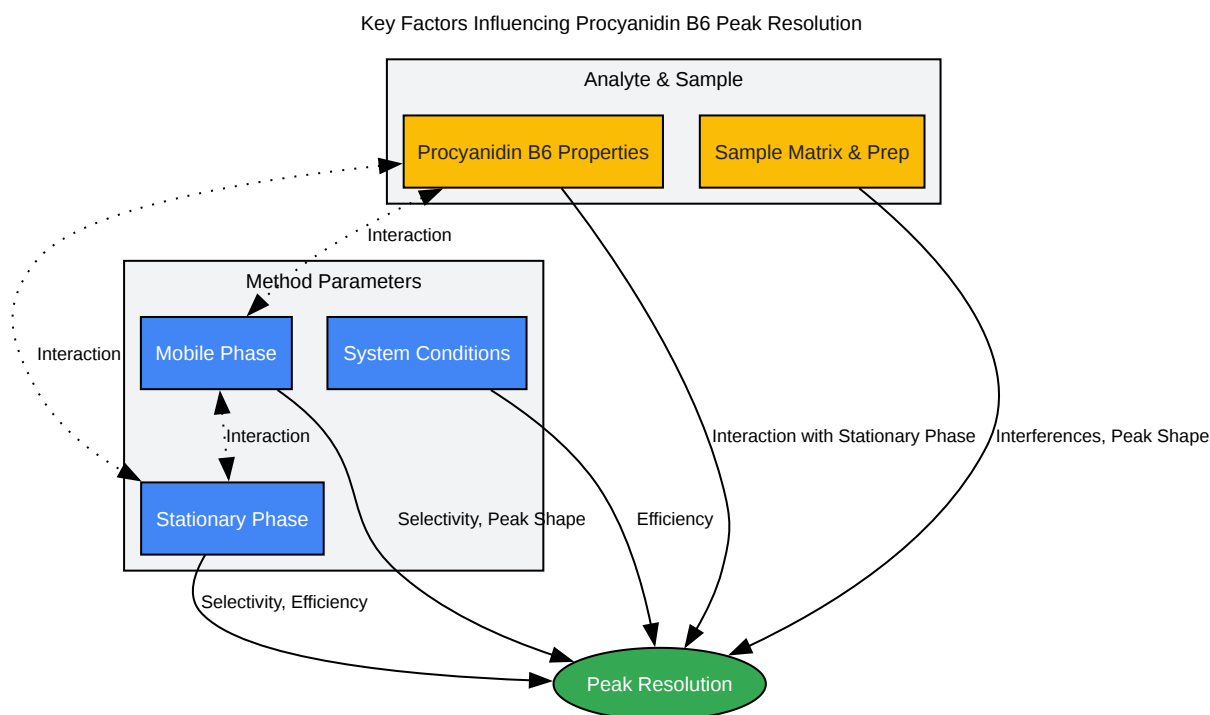 Key Factors Influencing Procyanidin B6 Peak Resolution
Analyte & Sample
Procyanidin B6 Properties
Sample Matrix & Prep
Interaction
Method Parameters
Mobile Phase
System Conditions
Interaction
Interaction
Interaction with Stationary Phase
Interferences, Peak Shape
Stationary Phase
Selectivity, Peak Shape
Efficiency
Selectivity, Efficiency
Peak Resolution